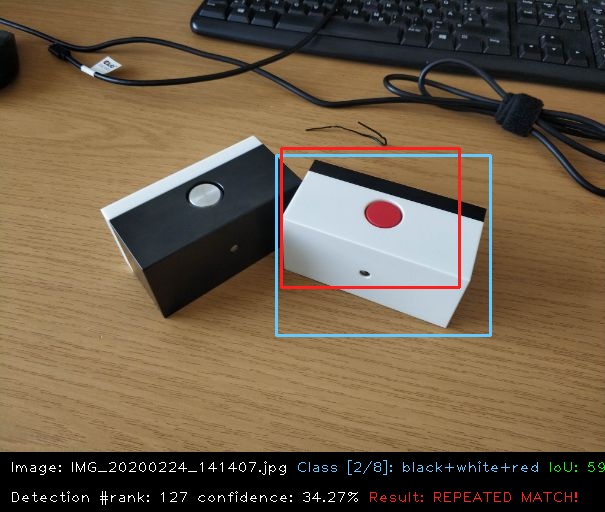 Image: IMG_20200224_141407.jpg Class [2/8]: black+white+red IoU: 59
Detection #rank: 127 confidence: 34.27% Result: REPEATED MATCH!